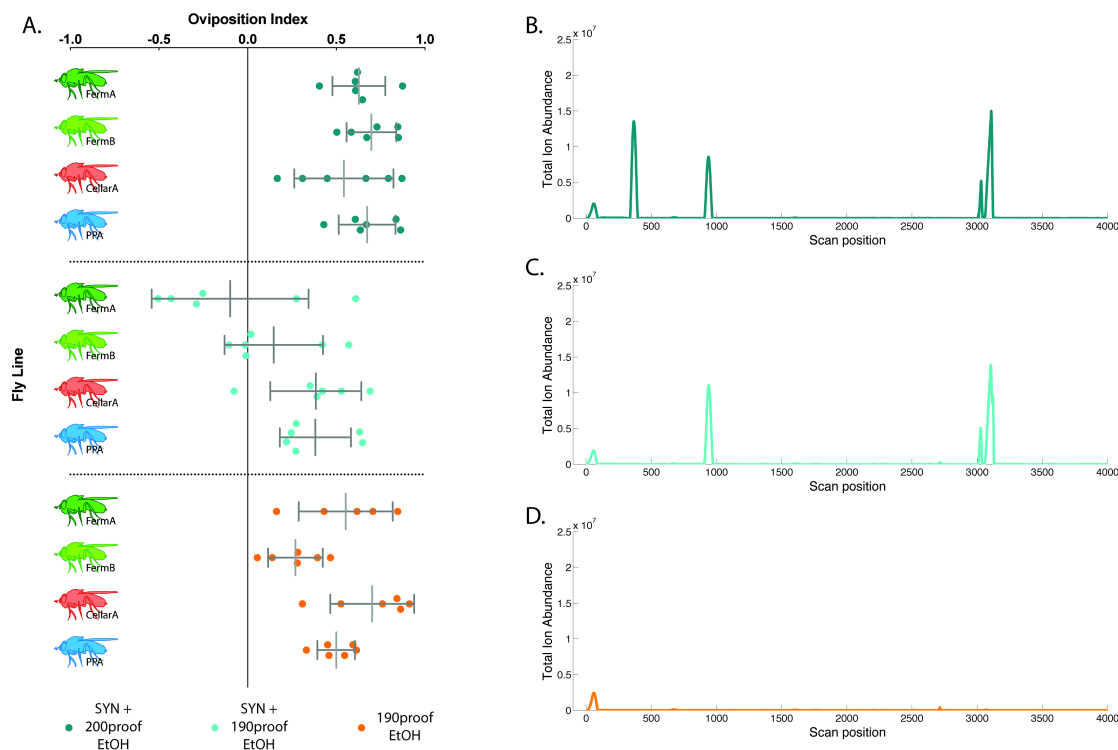 A.
Oviposition Index
-1.0 -0.5 0.0 0.5 1.0
Fly Line
FermA
FermB
CellarA
PPA
FermA
FermB
CellarA
PPA
FermA
FermB
CellarA
PPA
SYN +
200proof
EtOH
SYN +
190proof
EtOH
190proof
EtOH
B.
x 10^7
2.5
2
1.5
1
0.5
0
Total Ion Abundance
0 500 1000 1500 2000 2500 3000 3500 4000
Scan position
C.
x 10^7
2.5
2
1.5
1
0.5
0
Total Ion Abundance
0 500 1000 1500 2000 2500 3000 3500 4000
Scan position
D.
x 10^7
2.5
2
1.5
1
0.5
0
Total Ion Abundance
0 500 1000 1500 2000 2500 3000 3500 4000
Scan position